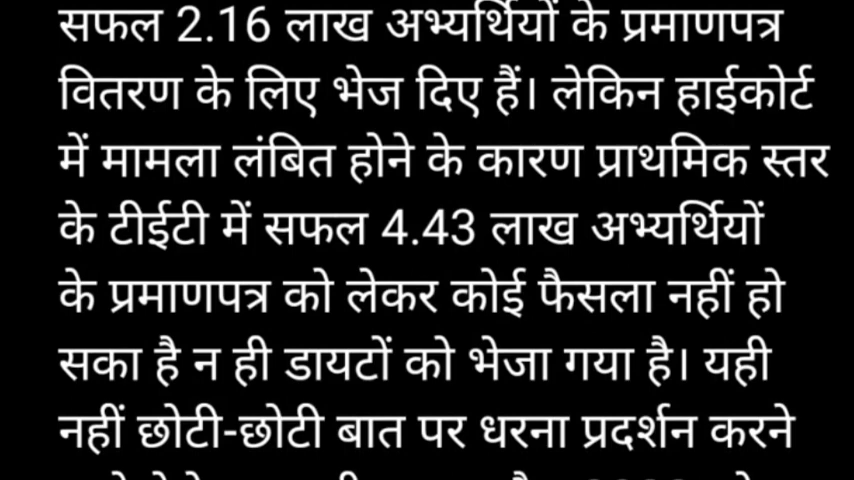 सफल 2.16 लाख अभ्यर्थियों के प्रमाणपत्र
वितरण के लिए भेज दिए हैं। लेकिन हाईकोर्ट
में मामला लंबित होने के कारण प्राथमिक स्तर
के टीईटी में सफल 4.43 लाख अभ्यर्थियों
के प्रमाणपत्र को लेकर कोई फैसला नहीं हो
सका है न ही डायटों को भेजा गया है। यही
नहीं छोटी-छोटी बात पर धरना प्रदर्शन करने